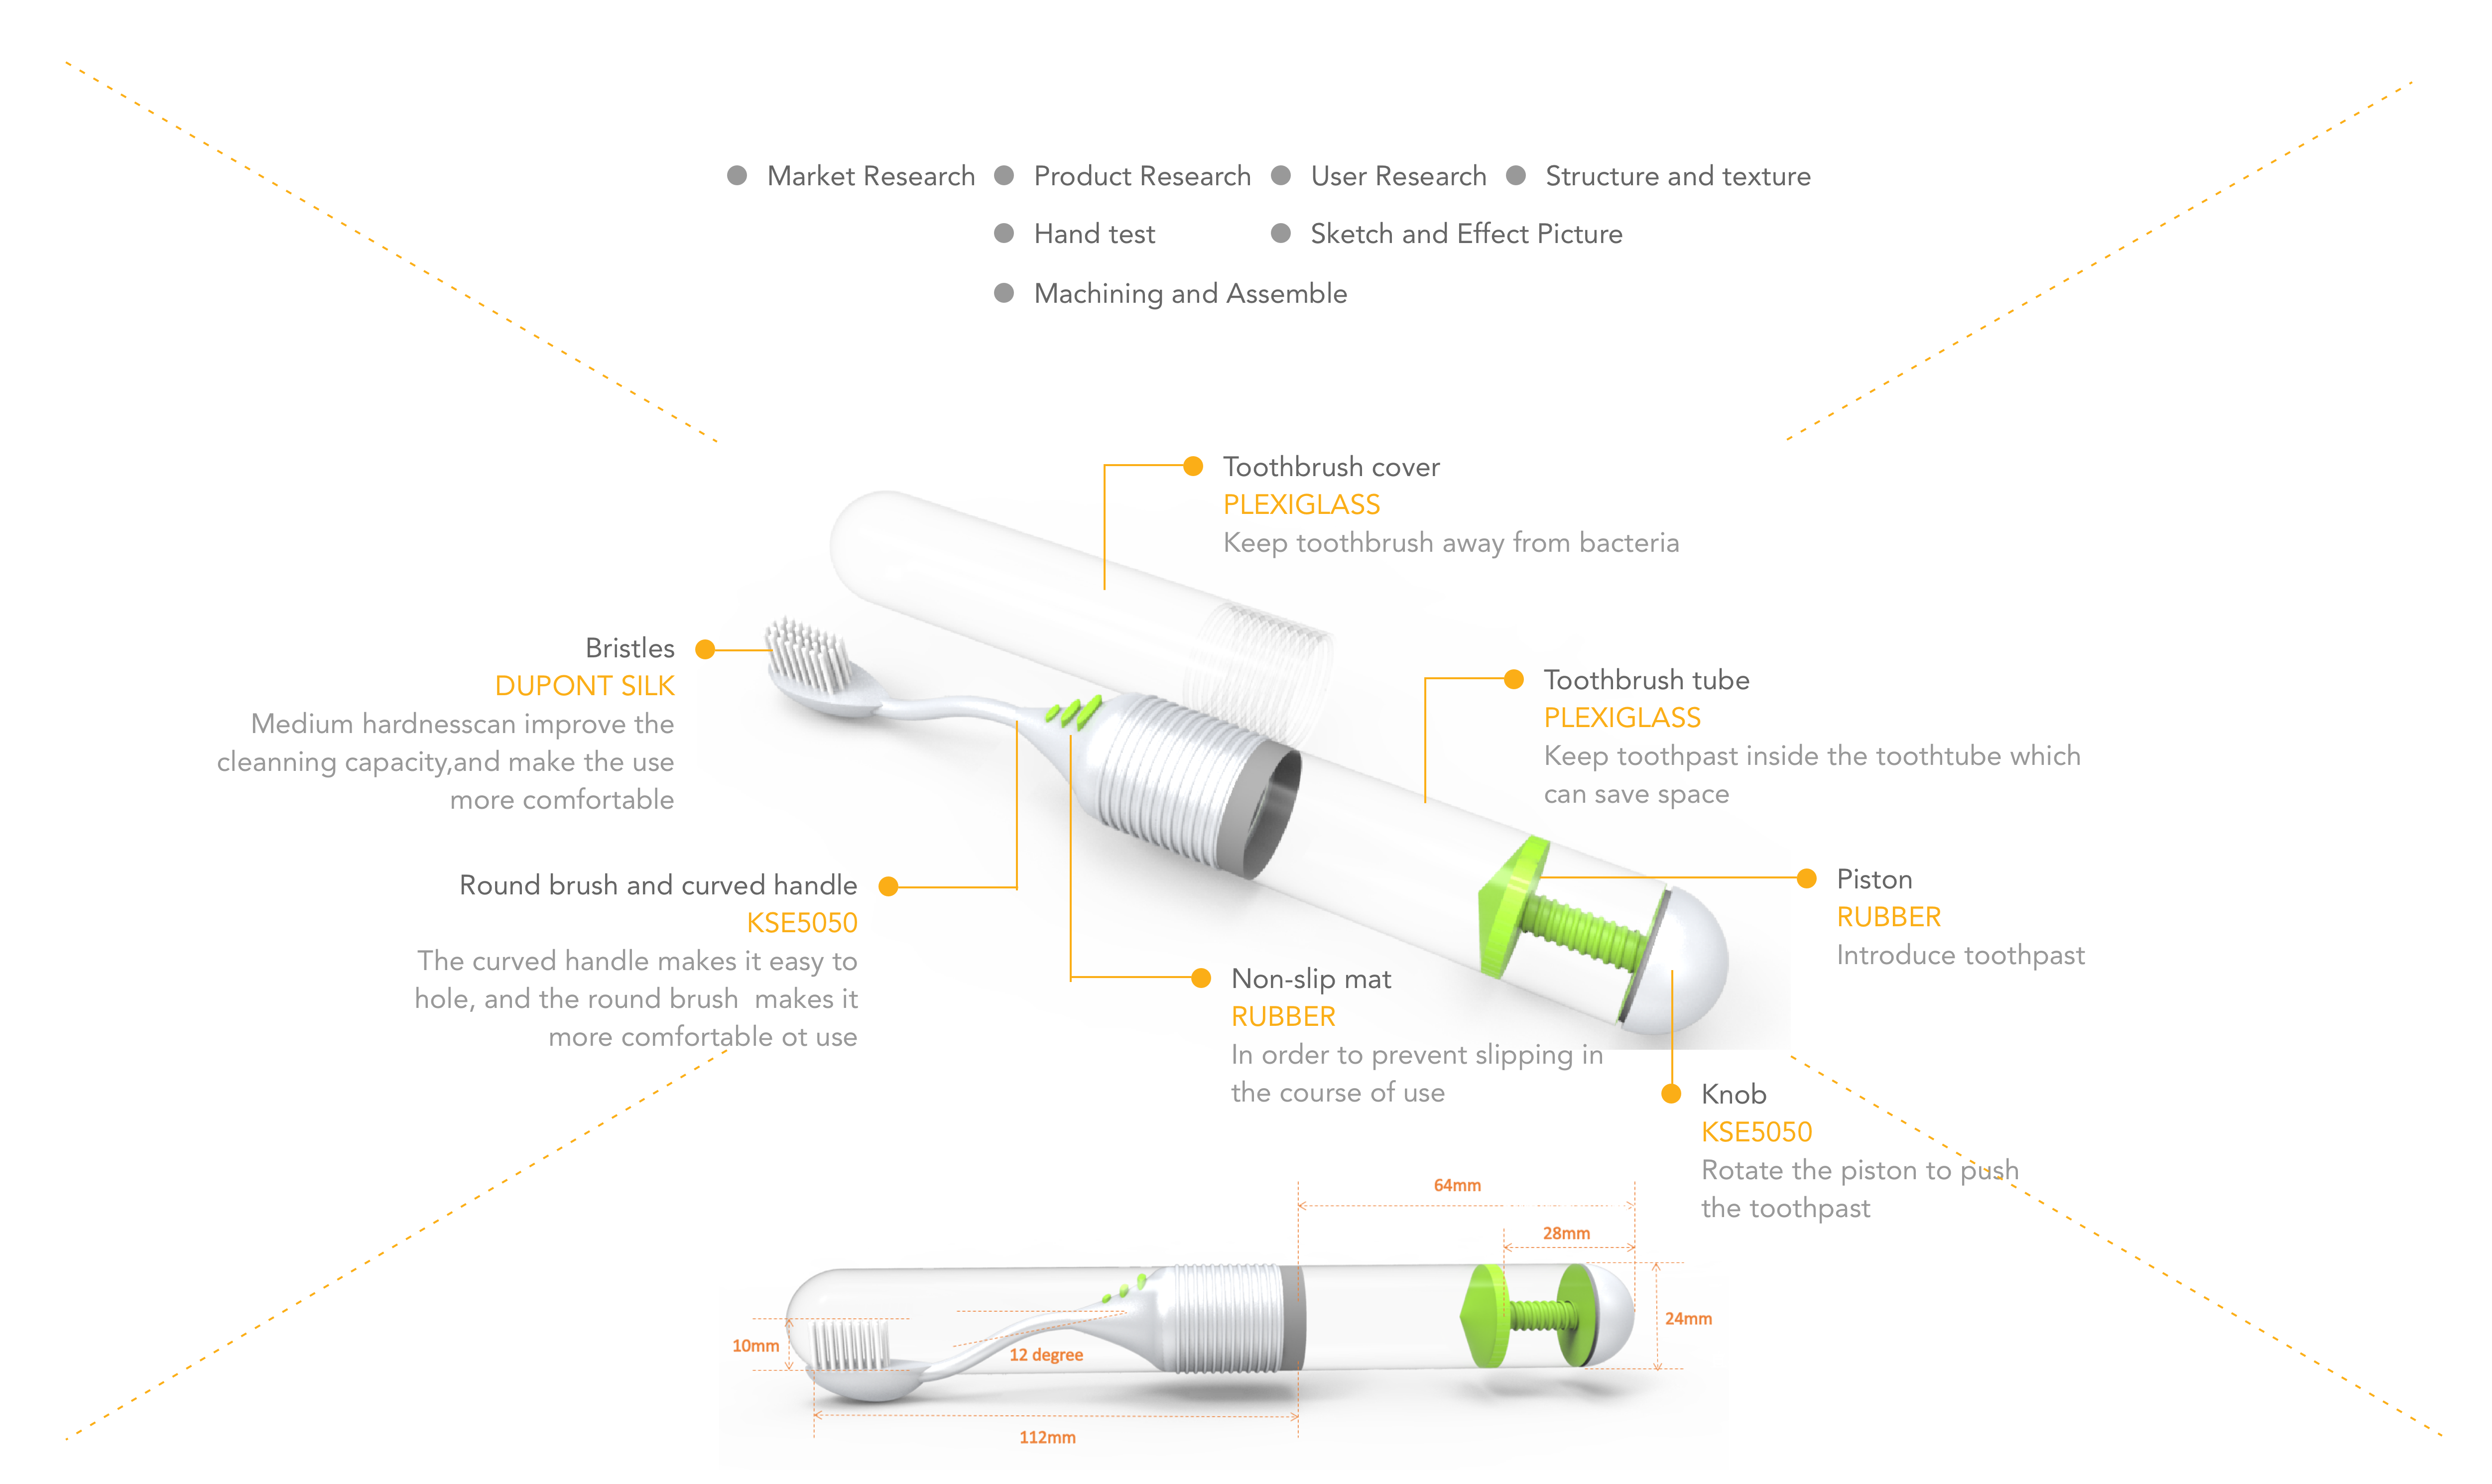 Market Research
Product Research
User Research
Structure and texture
Hand test
Sketch and Effect Picture
Machining and Assemble
Toothbrush cover
PLEXIGLASS
Keep toothbrush away from bacteria
Bristles
DUPONT SILK
Medium hardnesscan improve the
cleanning capacity,and make the use
more comfortable
Toothbrush tube
PLEXIGLASS
Keep toothpast inside the toothtube which
can save space
Round brush and curved handle
KSE5050
The curved handle makes it easy to
hole, and the round brush  makes it
more comfortable ot use
Piston
RUBBER
Introduce toothpast
Non-slip mat
RUBBER
In order to prevent slipping in
the course of use
Knob
KSE5050
Rotate the piston to push
the toothpast
64mm
28mm
24mm
10mm
12 degree
112mm